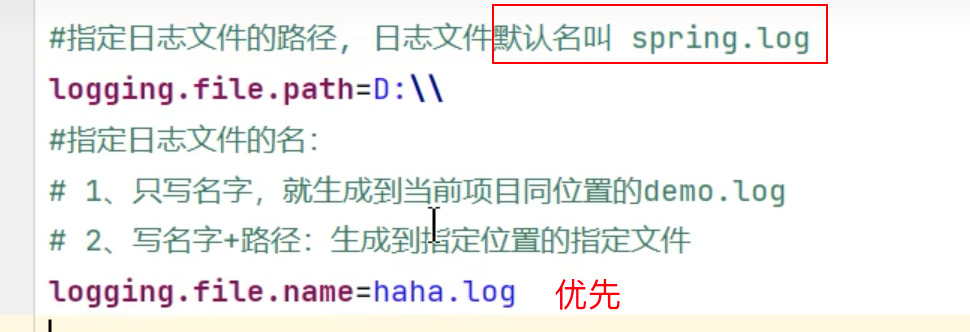 #指定日志文件的路径，日志文件默认名叫 spring.log
logging.file.path=D:\\
#指定日志文件的名：
# 1、只写名字，就生成到当前项目同位置的demo.log
# 2、写名字+路径：生成到指定位置的指定文件
logging.file.name=haha.log 优先